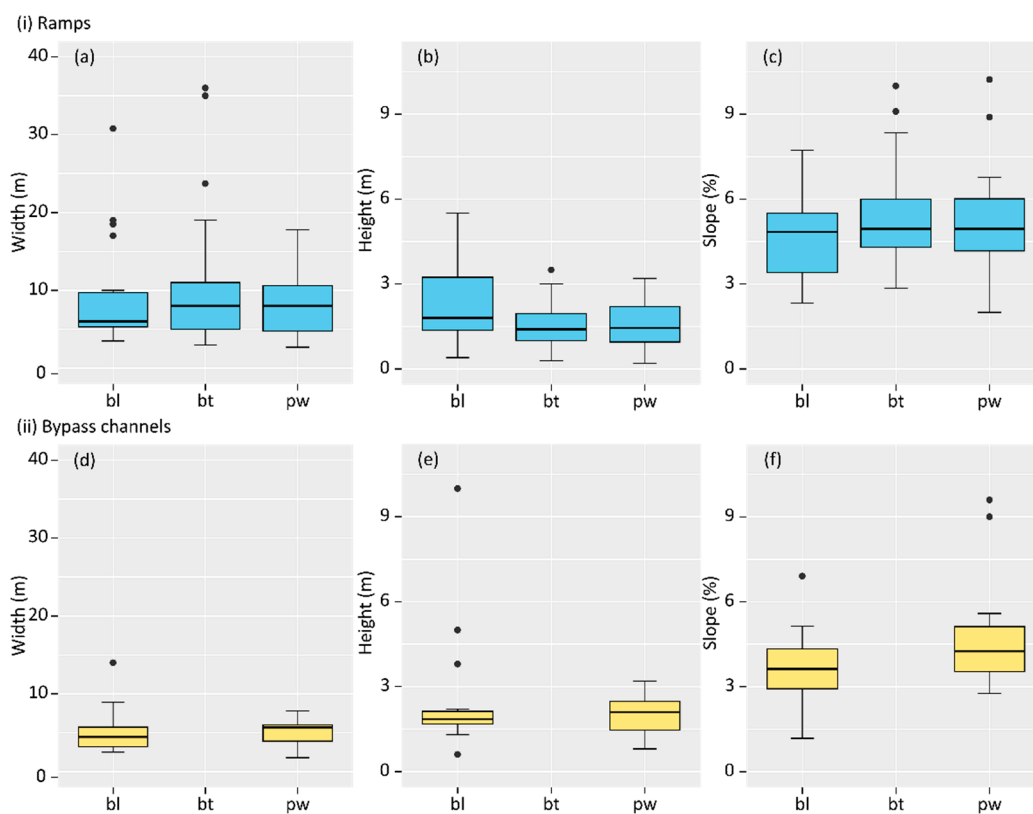 (i) Ramps
(a)
(b)
(c)
Width (m)
40
30
20
10
0
Height (m)
9
6
3
0
Slope (%)
9
6
3
0
bl bt pw
bl bt pw
bl bt pw
(ii) Bypass channels
(d)
(e)
(f)
Width (m)
40
30
20
10
0
Height (m)
9
6
3
0
Slope (%)
9
6
3
0
bl bt pw
bl bt pw
bl bt pw